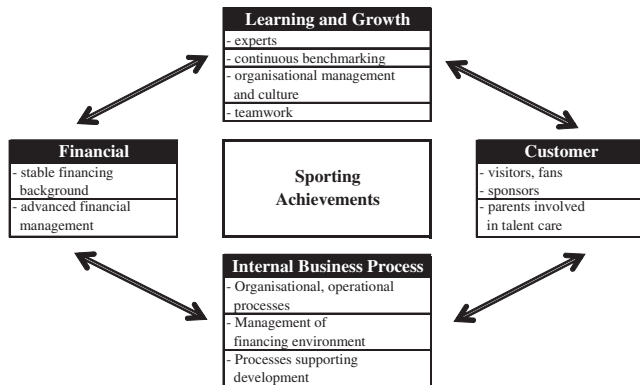 Learning and Growth
- experts
- continuous benchmarking
- organisational management
and culture
- teamwork
Financial
- stable financing
background
- advanced financial
management
Sporting
Achievements
Customer
- visitors, fans
- sponsors
- parents involved
in talent care
Internal Business Process
- Organisational, operational
processes
- Management of
financing environment
- Processes supporting
development